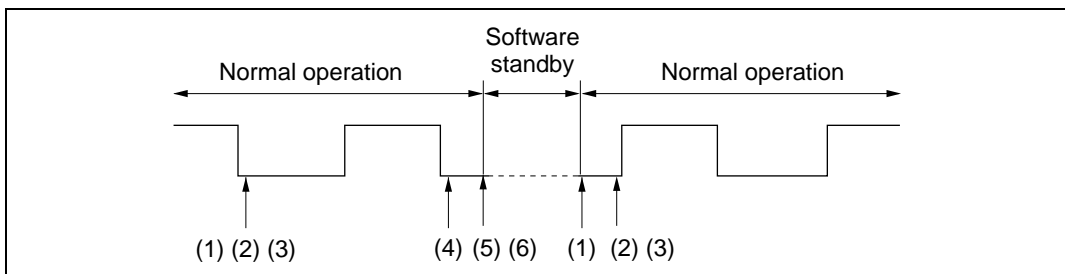 Software
standby
Normal operation
Normal operation
(1) (2) (3)
(4)
(5) (6)
(1)
(2) (3)